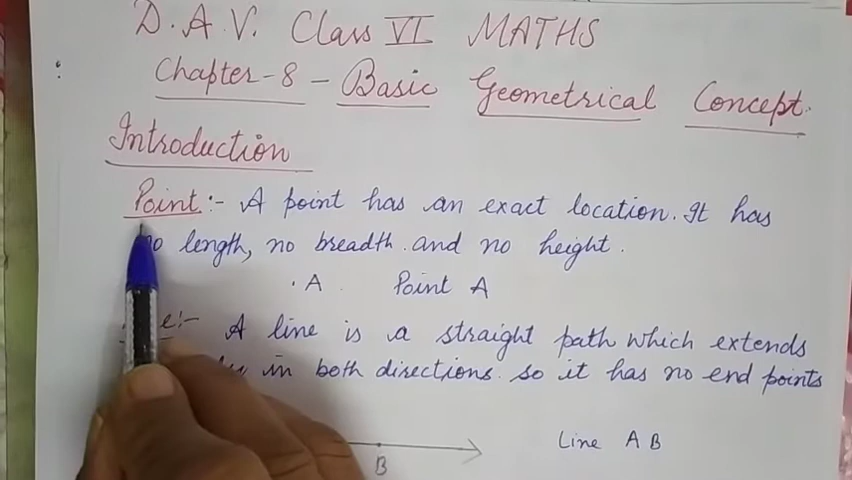 D.A.V. Class VI MATHS
Chapter-8 - Basic Geometrical Concept.
Introduction
Point:- A point has an exact location. It has
no length, no breadth. and no height.
. A Point A
A line is a straight path which extends
in both directions. so it has no end points
B Line AB